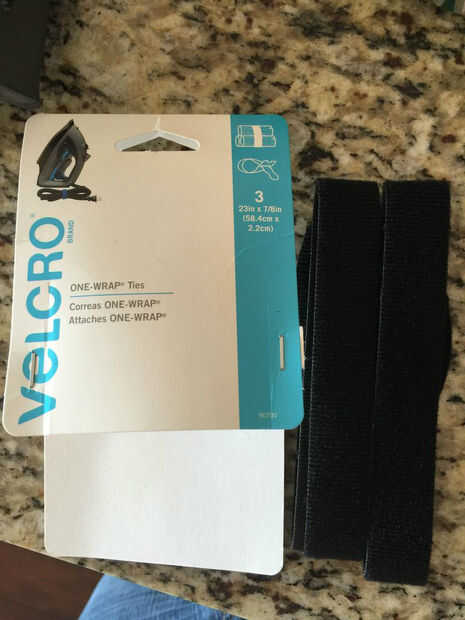 VELCRO®
BRAND
ONE-WRAP® Ties
Correas ONE-WRAP®
Attaches ONE-WRAP®
3
23in x 7/8in
(58.4cm x
2.2cm)